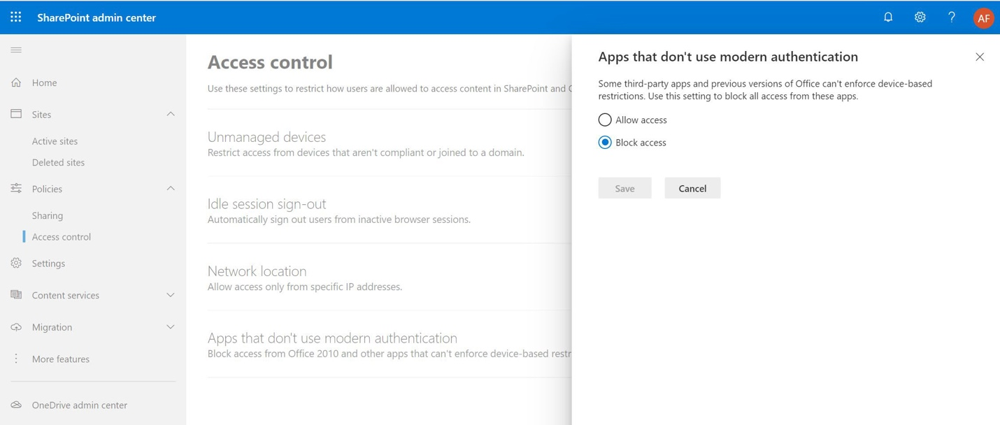 SharePoint admin center
?
AF
Home
Sites
Active sites
Deleted sites
Policies
Sharing
Access control
Settings
Content services
Migration
More features
OneDrive admin center
Access control
Use these settings to restrict how users are allowed to access content in SharePoint and
Unmanaged devices
Restrict access from devices that aren't compliant or joined to a domain.
Idle session sign-out
Automatically sign out users from inactive browser sessions.
Network location
Allow access only from specific IP addresses.
Apps that don't use modern authentication
Block access from Office 2010 and other apps that can't enforce device-based restr
Apps that don't use modern authentication
Some third-party apps and previous versions of Office can't enforce device-based
restrictions. Use this setting to block all access from these apps.
Allow access
Block access
Save Cancel